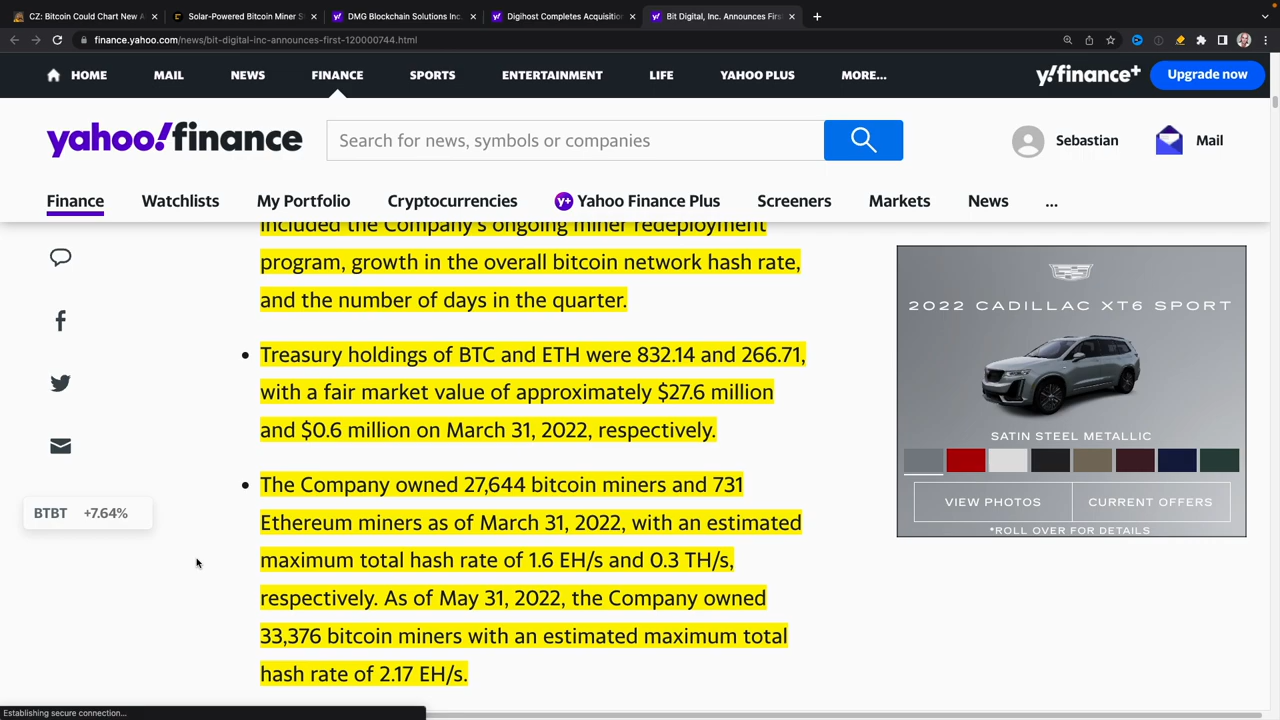 CZ: Bitcoin Could Chart New A
Solar-Powered Bitcoin Miner S
DMG Blockchain Solutions Inc.
Digihost Completes Acquisition
Bit Digital, Inc. Announces Firs
finance.yahoo.com/news/bit-digital-inc-announces-first-120000744.html
HOME MAIL NEWS FINANCE SPORTS ENTERTAINMENT LIFE YAHOO PLUS MORE... y!finance+ Upgrade now
yahoo!finance Search for news, symbols or companies Sebastian Mail
Finance Watchlists My Portfolio Cryptocurrencies y+ Yahoo Finance Plus Screeners Markets News ...
included the Company's ongoing miner redeployment
program, growth in the overall bitcoin network hash rate,
and the number of days in the quarter.
• Treasury holdings of BTC and ETH were 832.14 and 266.71,
with a fair market value of approximately $27.6 million
and $0.6 million on March 31, 2022, respectively.
• The Company owned 27,644 bitcoin miners and 731
Ethereum miners as of March 31, 2022, with an estimated
maximum total hash rate of 1.6 EH/s and 0.3 TH/s,
respectively. As of May 31, 2022, the Company owned
33,376 bitcoin miners with an estimated maximum total
hash rate of 2.17 EH/s.
BTBT +7.64%
2022 CADILLAC XT6 SPORT
SATIN STEEL METALLIC
VIEW PHOTOS CURRENT OFFERS
*ROLL OVER FOR DETAILS
Establishing secure connection...